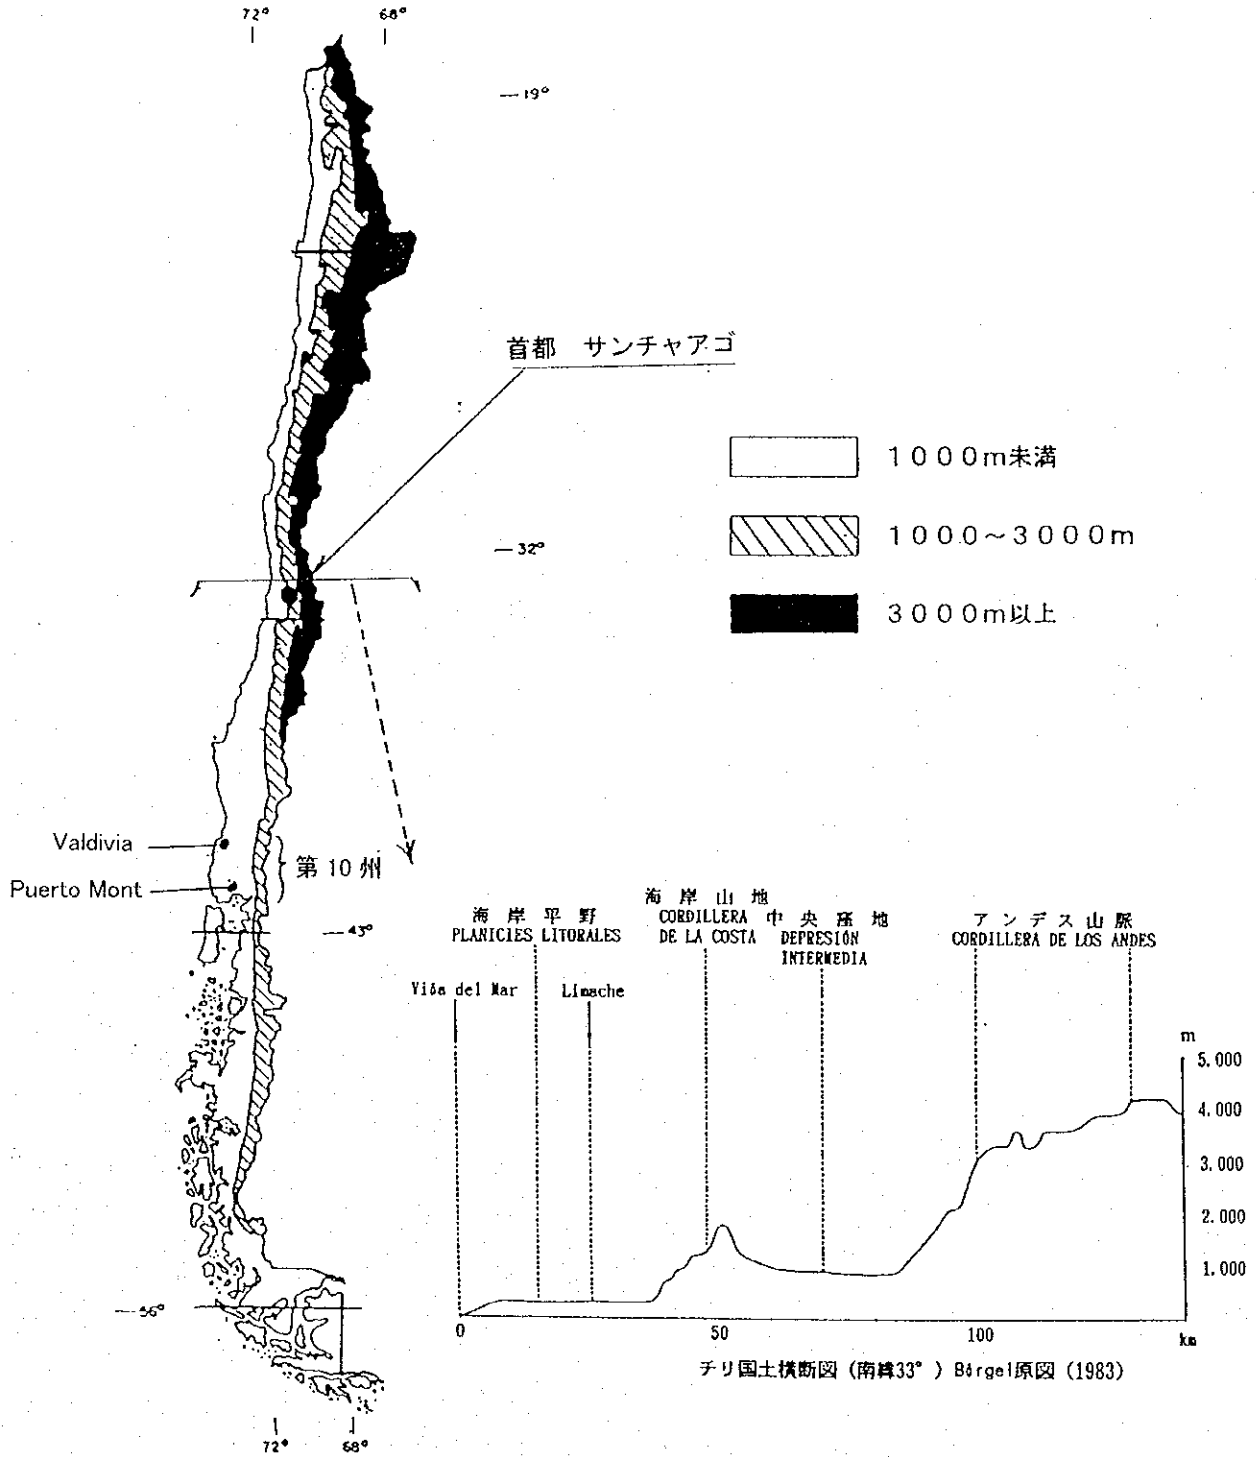 72° 68°
19°
首都 サンチャアゴ
1000m未満
1000~3000m
32°
3000m以上
Valdivia
第10州
Puerto Mont
43°
海岸平野
PLANICIES LITORALES
海岸山地
CORDILLERA
DE LA COSTA
中央窪地
DEPRESIÓN
INTERMEDIA
アンデス山脈
CORDILLERA DE LOS ANDES
Viña del Mar
Limache
m
5.000
4.000
3.000
2.000
1.000
56°
0 50 100 km
チリ国土横断図 (南緯33°) Börgel原図 (1983)
72° 68°